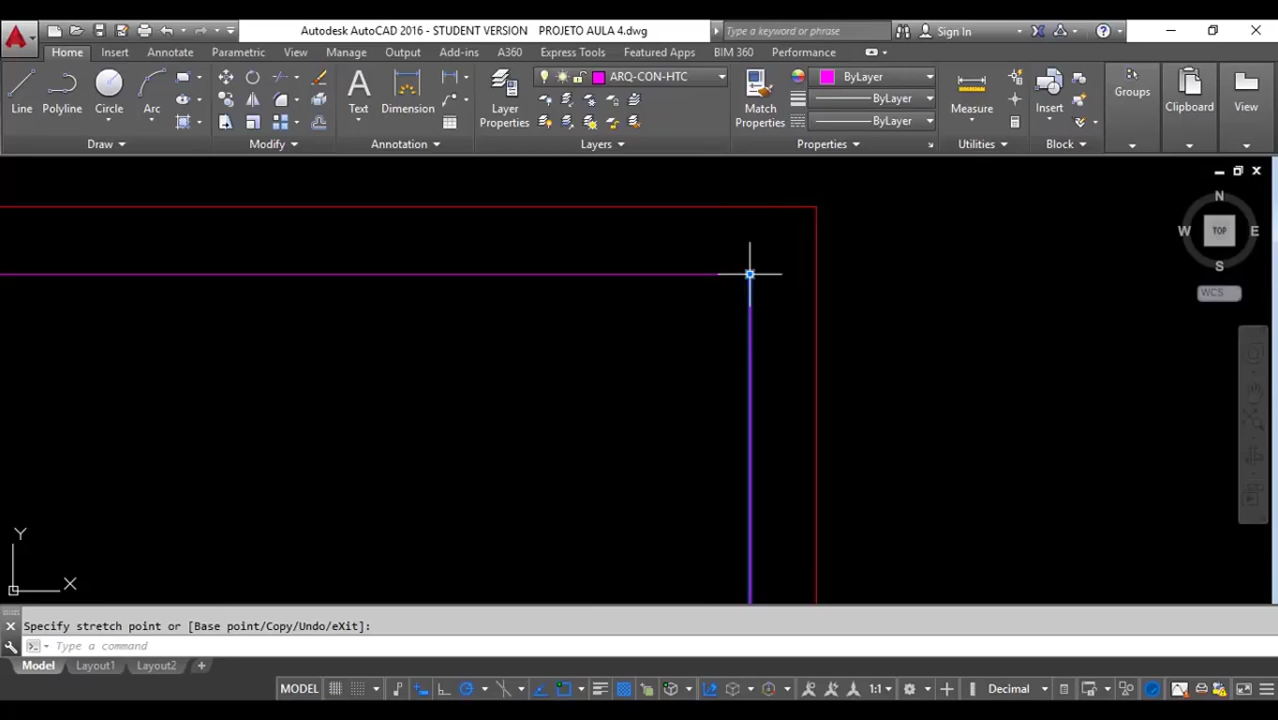 Autodesk AutoCAD 2016 - STUDENT VERSION PROJETO AULA 4.dwg
Type a keyword or phrase
Sign In
Home Insert Annotate Parametric View Manage Output Add-ins A360 Express Tools Featured Apps BIM 360 Performance
ARQ-CON-HTC
ByLayer
ByLayer
ByLayer
Line Polyline Circle Arc
Text Dimension
Layer
Properties
Match
Properties
Measure
Insert
Groups
Clipboard
View
Draw Modify Annotation Layers Properties Utilities Block
N
W TOP E
S
WCS
Y
X
Specify stretch point or [Base point/Copy/Undo/eXit]:
Type a command
Model Layout1 Layout2 +
MODEL 1:1 Decimal